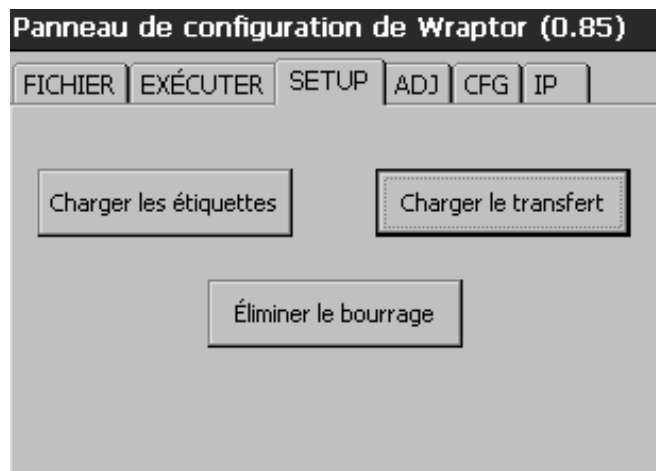 Panneau de configuration de Wraptor (0.85)
FICHIER EXÉCUTER SETUP ADJ CFG IP
Charger les étiquettes Charger le transfert
Éliminer le bourrage